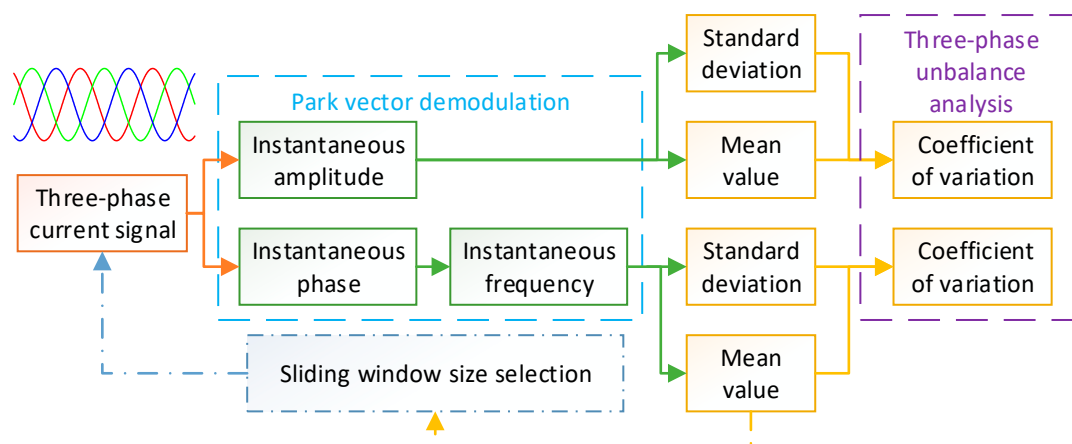 Standard
deviation
Three-phase
unbalance
analysis
Park vector demodulation
Instantaneous
amplitude
Mean
value
Coefficient
of variation
Three-phase
current signal
Instantaneous
phase
Instantaneous
frequency
Standard
deviation
Coefficient
of variation
Sliding window size selection
Mean
value